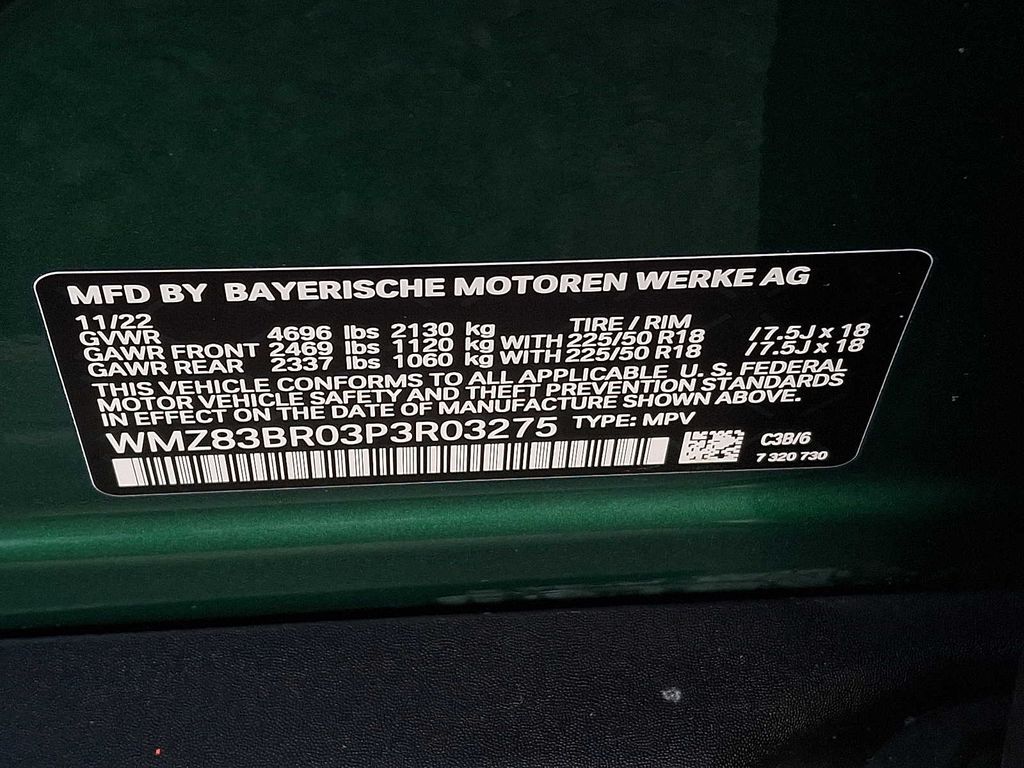 MFD BY BAYERISCHE MOTOREN WERKE AG
11/22 TIRE / RIM
GVWR 4696 lbs 2130 kg
GAWR FRONT 2469 lbs 1120 kg WITH 225/50 R18 /7.5J x 18
GAWR REAR 2337 lbs 1060 kg WITH 225/50 R18 /7.5J x 18
THIS VEHICLE CONFORMS TO ALL APPLICABLE U. S. FEDERAL
MOTOR VEHICLE SAFETY AND THEFT PREVENTION STANDARDS
IN EFFECT ON THE DATE OF MANUFACTURE SHOWN ABOVE.
WMZ83BR03P3R03275 TYPE: MPV
C3B/6
7 320 730